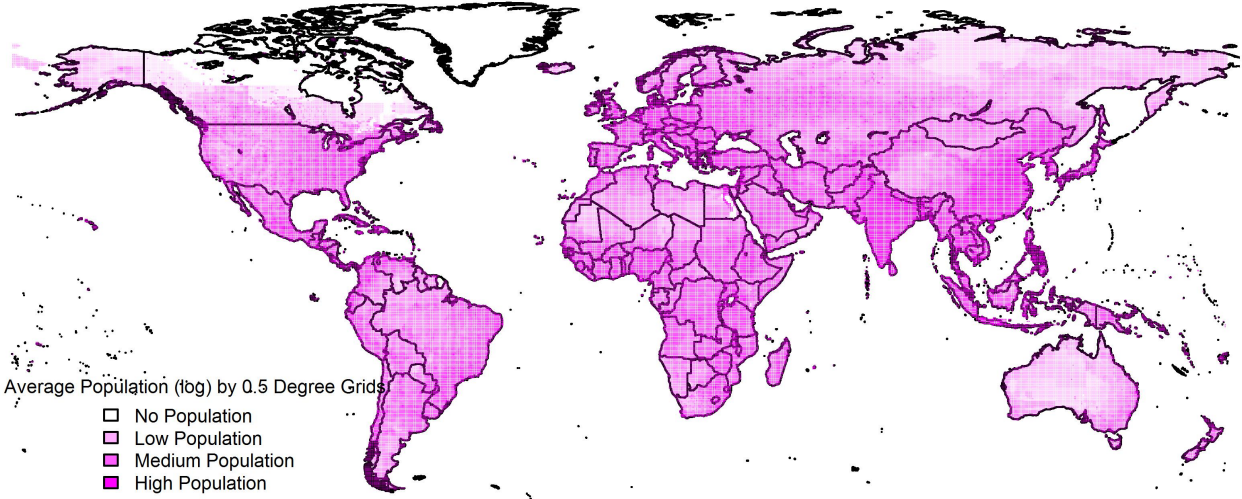 Average Population (log) by 0.5 Degree Grids
No Population
Low Population
Medium Population
High Population